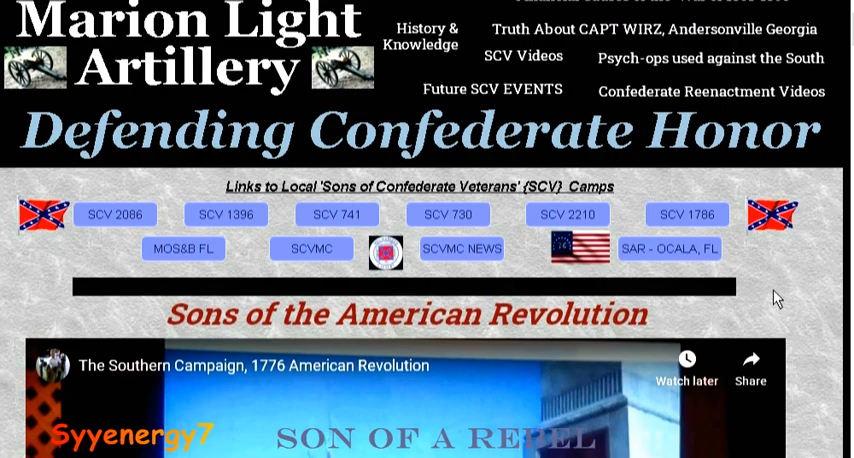 Marion Light
Artillery
History &
Knowledge
Truth About CAPT WIRZ, Andersonville Georgia
SCV Videos
Psych-ops used against the South
Future SCV EVENTS
Confederate Reenactment Videos
Defending Confederate Honor
Links to Local 'Sons of Confederate Veterans' {SCV} Camps
SCV 2086
SCV 1396
SCV 741
SCV 730
SCV 2210
SCV 1786
MOS&B FL
SCVMC
SCVMC NEWS
SAR - OCALA, FL
Sons of the American Revolution
The Southern Campaign, 1776 American Revolution
Watch later
Share
Syyenergy7
SON OF A REBEL